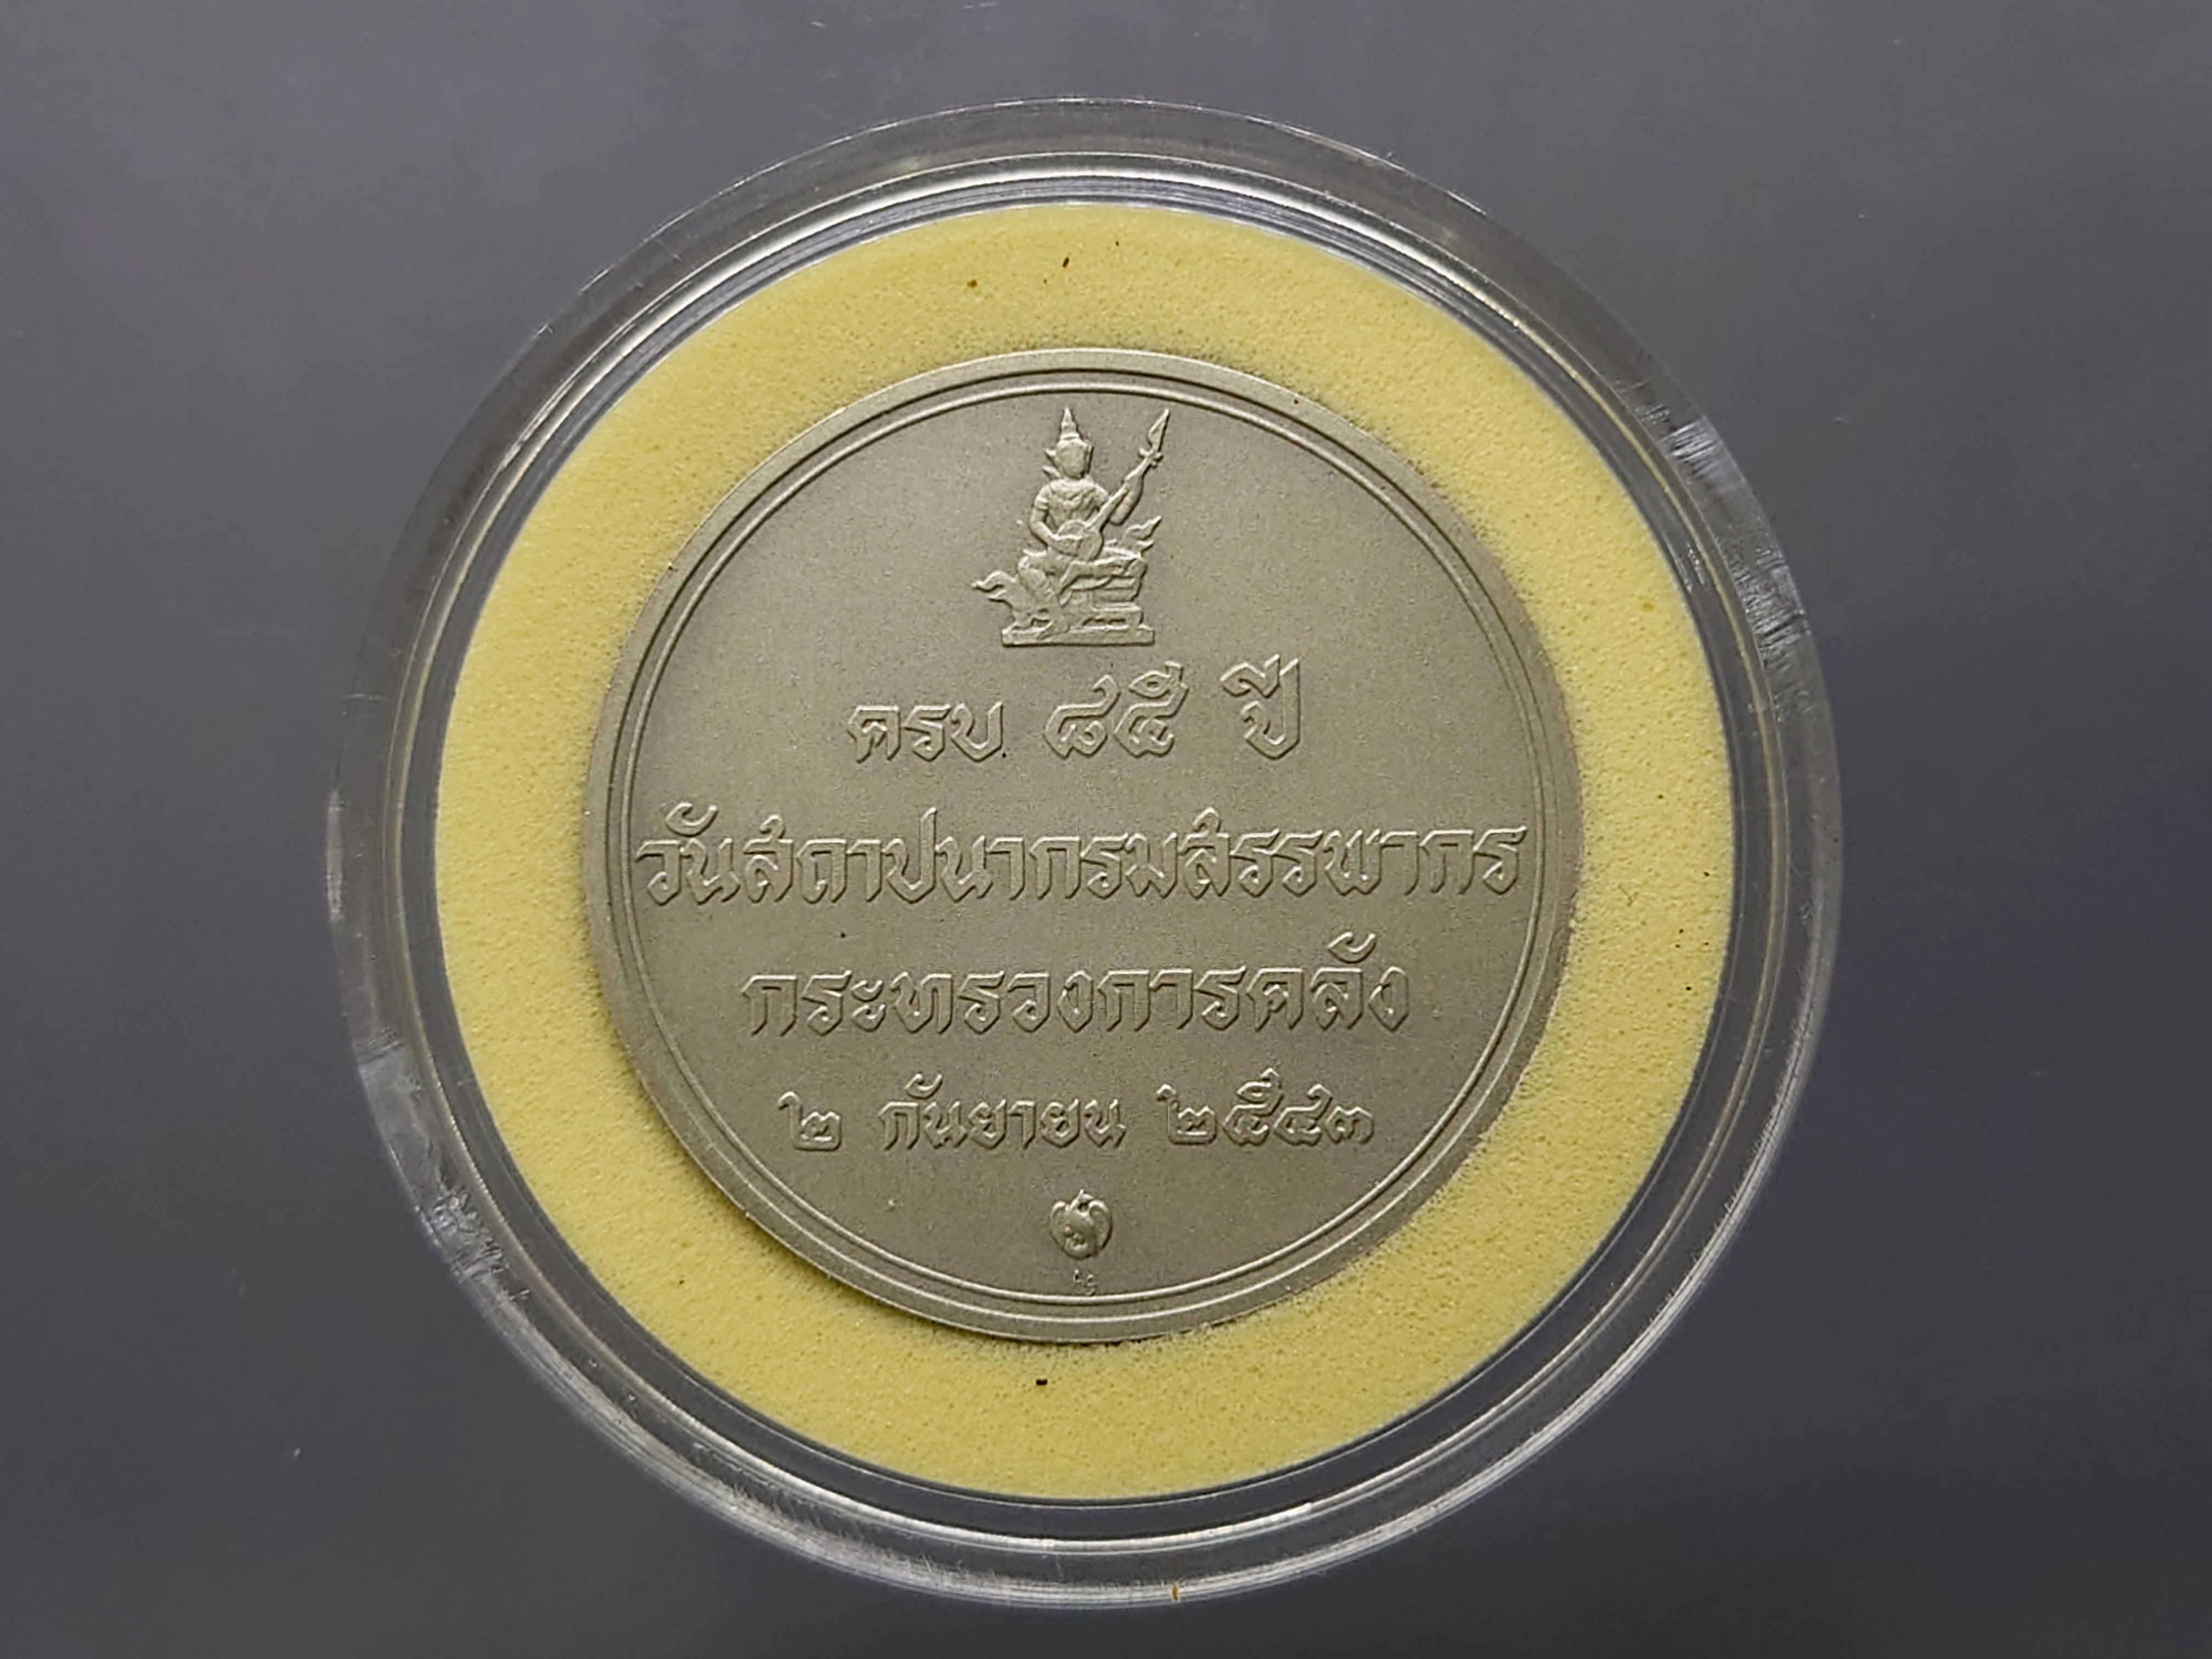 ครบ ๘๕ ปี
วันสถาปนากรมสรรพากร
กระทรวงการคลัง
๒ กันยายน ๒๕๔๓